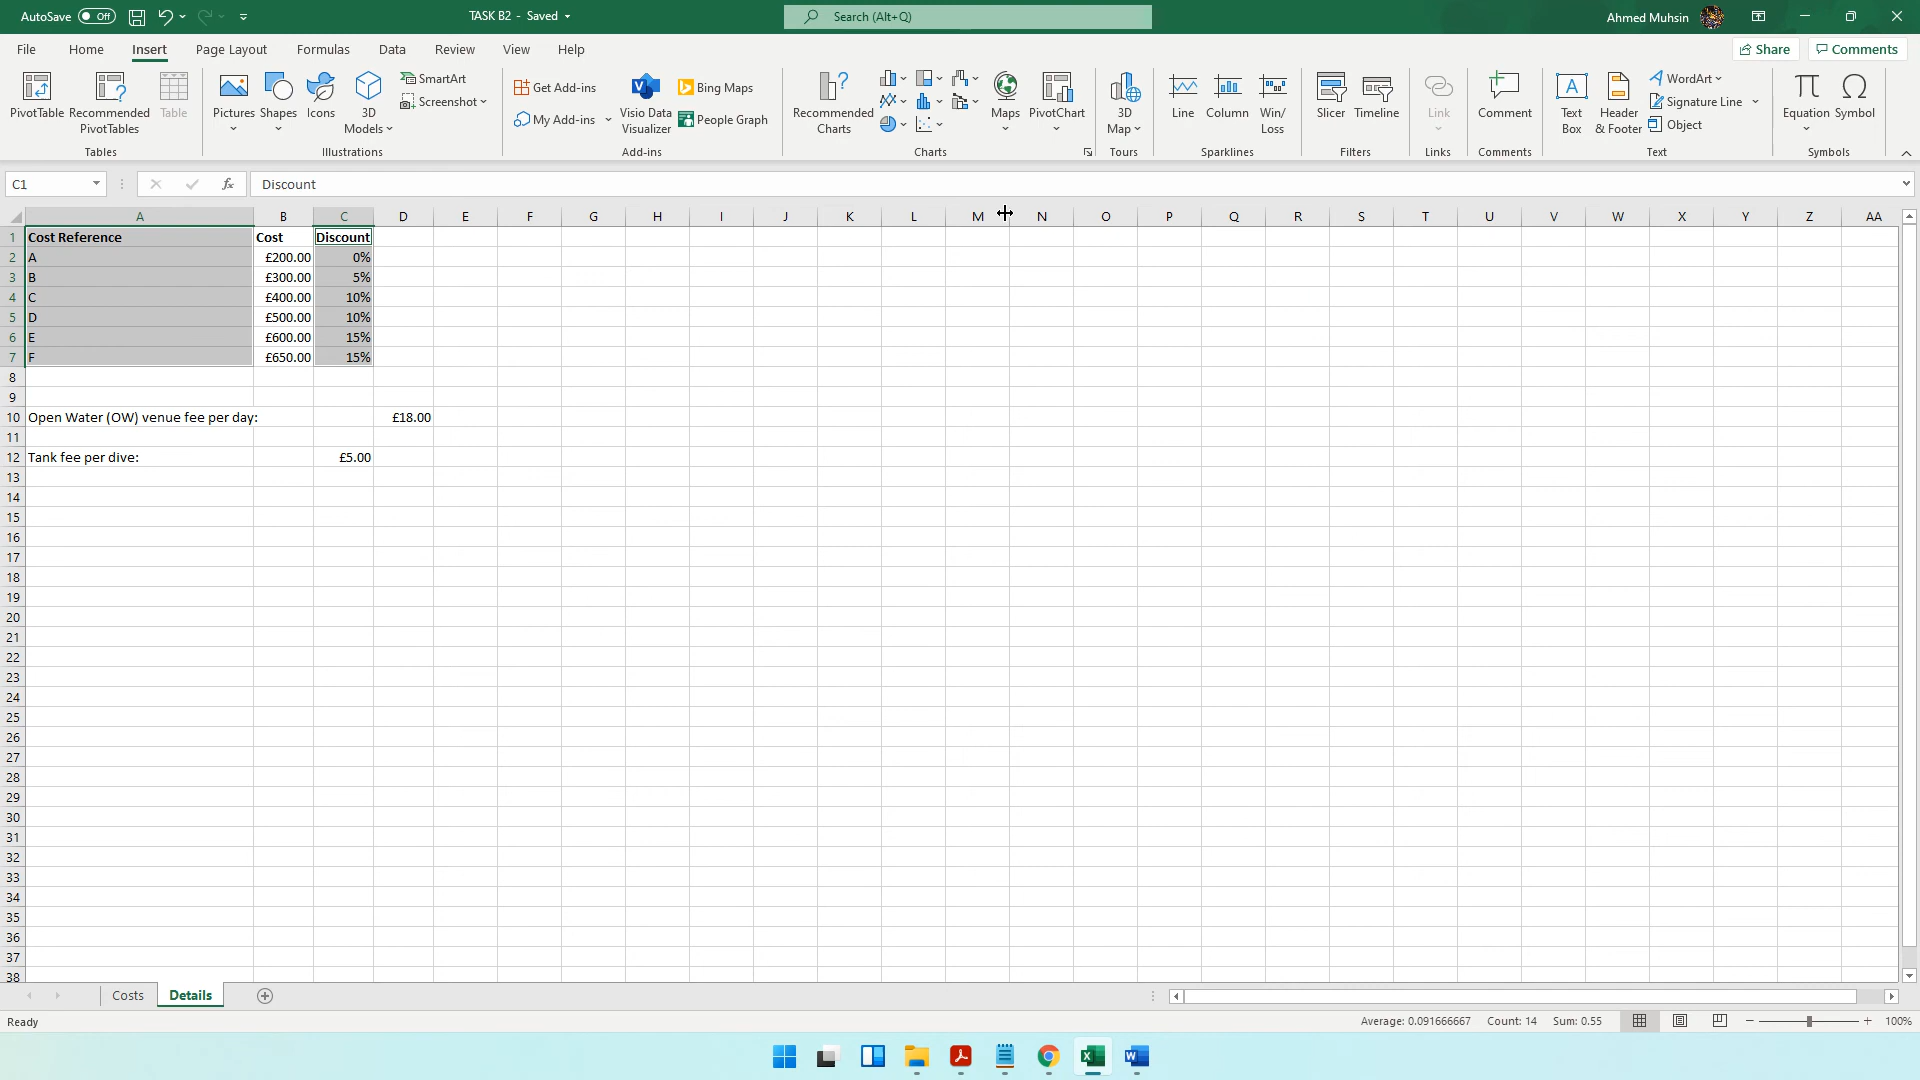 AutoSave Off TASK B2 - Saved Search (Alt+Q) Ahmed Muhsin
File Home Insert Page Layout Formulas Data Review View Help Share Comments
PivotTable Recommended PivotTables Table
Tables
Pictures Shapes Icons 3D Models SmartArt Screenshot
Illustrations
Get Add-ins My Add-ins Visio Data Visualizer Bing Maps People Graph
Add-ins
Recommended Charts Maps PivotChart
Charts
3D Map
Tours
Line Column Win/Loss
Sparklines
Slicer Timeline
Filters
Link
Links
Comment
Comments
Text Box Header & Footer WordArt Signature Line Object
Text
Equation Symbol
Symbols
C1 fx Discount
A B C D E F G H I J K L M N O P Q R S T U V W X Y Z AA
1 Cost Reference Cost Discount
2 A £200.00 0%
3 B £300.00 5%
4 C £400.00 10%
5 D £500.00 10%
6 E £600.00 15%
7 F £650.00 15%
8
9
10 Open Water (OW) venue fee per day: £18.00
11
12 Tank fee per dive: £5.00
13
14
15
16
17
18
19
20
21
22
23
24
25
26
27
28
29
30
31
32
33
34
35
36
37
38
Costs Details
Ready Average: 0.091666667 Count: 14 Sum: 0.55 100%